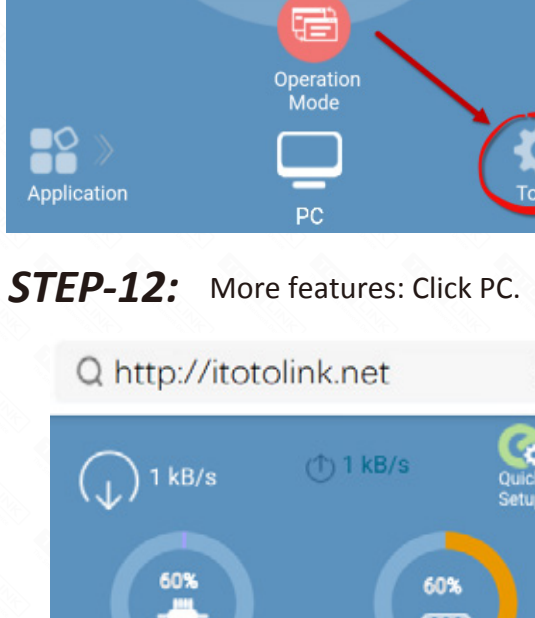 Operation
Mode
Application
PC
STEP-12: More features: Click PC.
http://itotolink.net
1 kB/s
1 kB/s
60%
60%